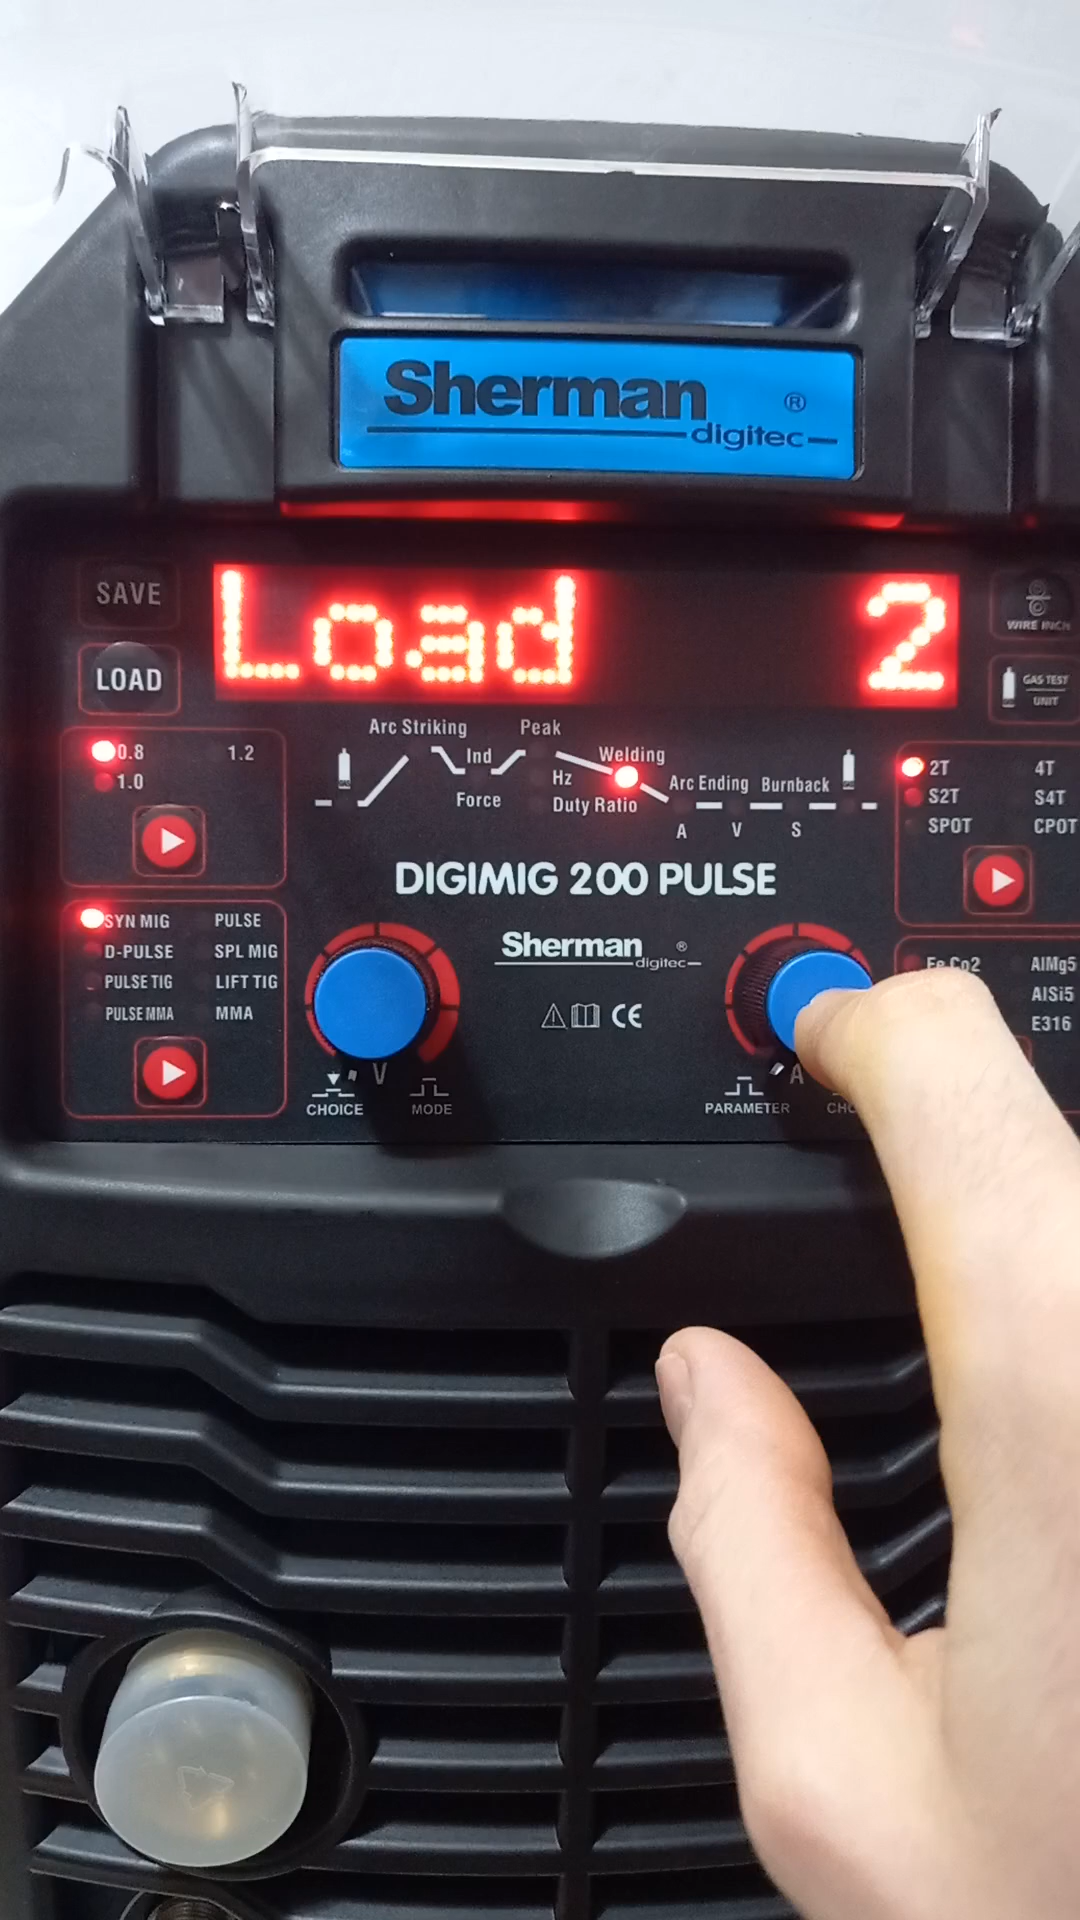 Sherman ®
digitec
SAVE
Load 2
WIRE INCH
LOAD
GAS TEST
UNIT
Arc Striking
Peak
0.8 1.2
1.0
Ind
Force
Hz
Duty Ratio
Welding
Arc Ending
Burnback
A V S
2T 4T
S2T S4T
SPOT CPOT
DIGIMIG 200 PULSE
SYN MIG PULSE
D-PULSE SPL MIG
PULSE TIG LIFT TIG
PULSE MMA MMA
Sherman ®
digitec
CE
Fe Co2 AlMg5
AlSi5
E316
V
CHOICE MODE
A
PARAMETER